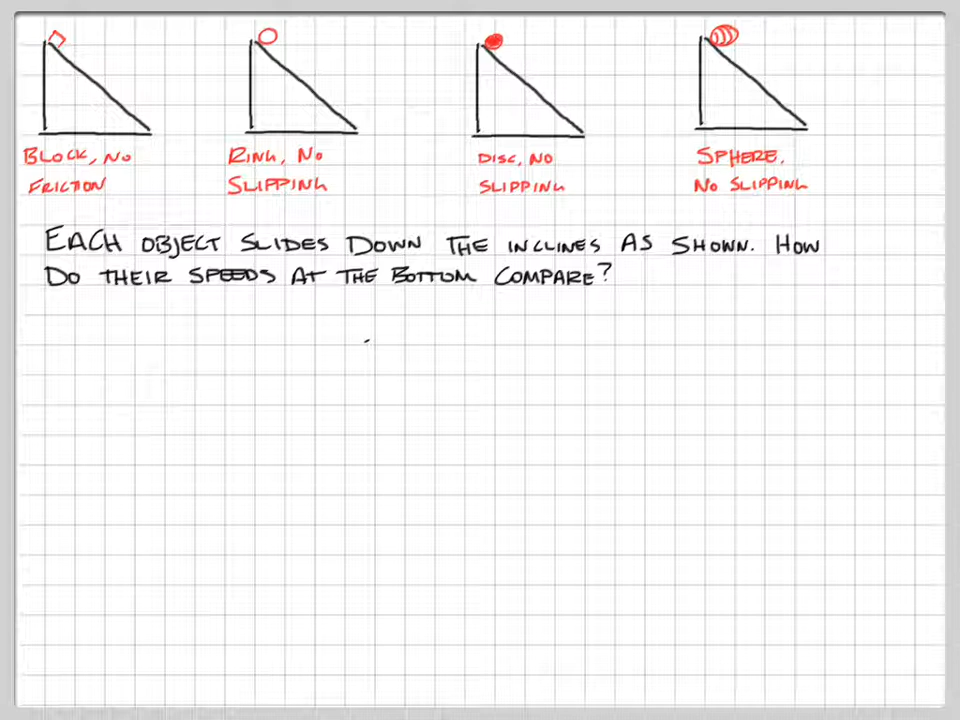 BLOCK, NO
FRICTION
RING, NO
SLIPPING
DISC, NO
SLIPPING
SPHERE,
NO SLIPPING
EACH OBJECT SLIDES DOWN THE INCLINES AS SHOWN. HOW
DO THEIR SPEEDS AT THE BOTTOM COMPARE?